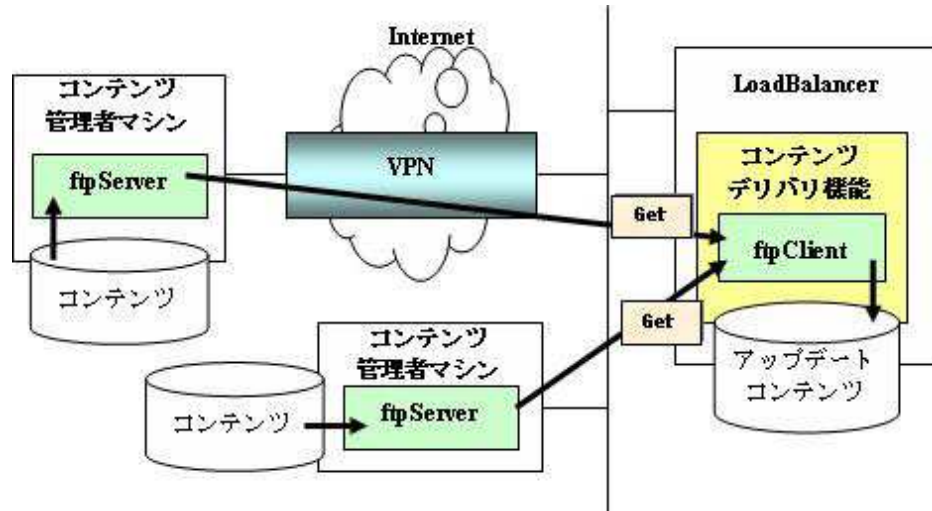 Internet
コンテンツ
管理者マシン
ftpServer
コンテンツ
VPN
LoadBalancer
コンテンツ
デリバリ機能
Get
ftpClient
Get
アップデート
コンテンツ
コンテンツ
管理者マシン
ftpServer
コンテンツ